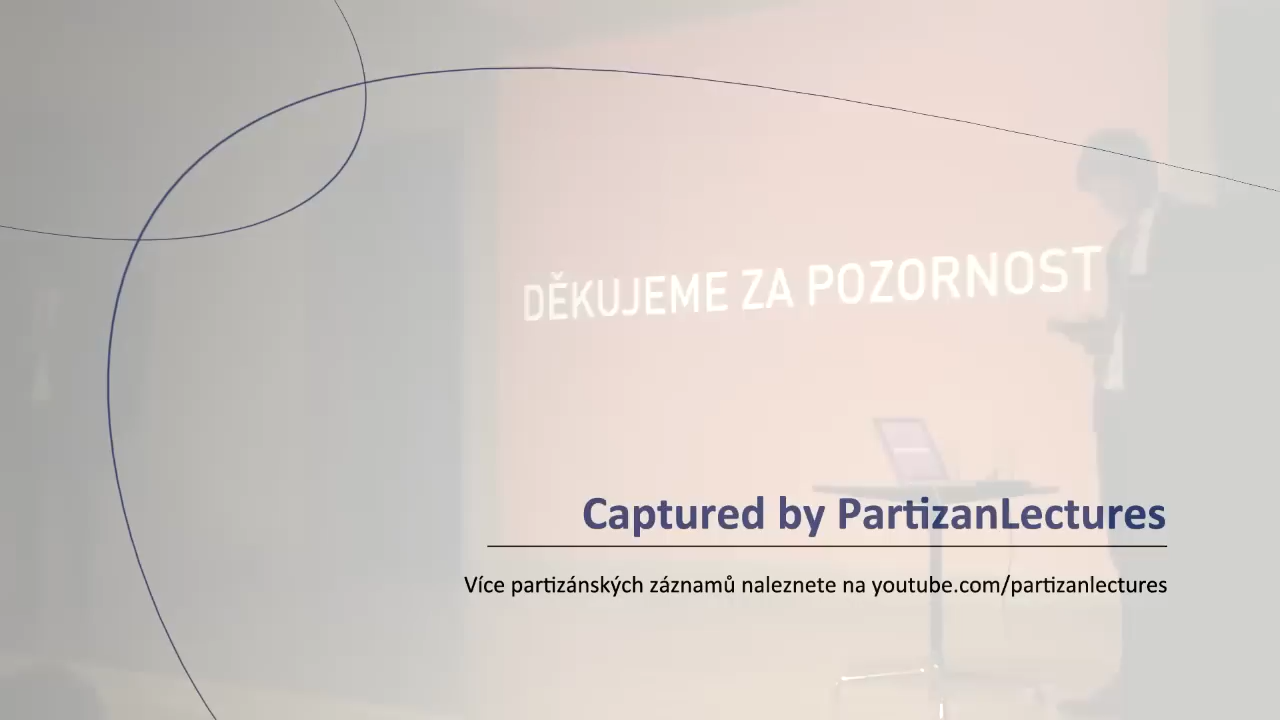 DĚKUJEME ZA POZORNOST
Captured by PartizanLectures
Více partizánských záznamů naleznete na youtube.com/partizanlectures